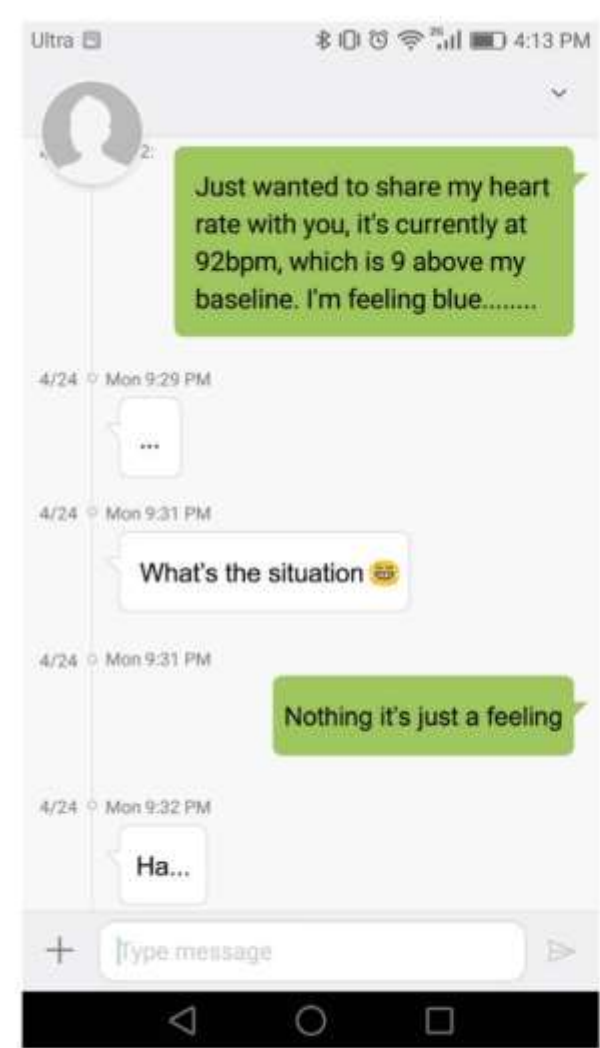 Ultra 4:13 PM
2:
Just wanted to share my heart
rate with you, it's currently at
92bpm, which is 9 above my
baseline. I'm feeling blue........
4/24 Mon 9:29 PM
...
4/24 Mon 9:31 PM
What's the situation 😁
4/24 Mon 9:31 PM
Nothing it's just a feeling
4/24 Mon 9:32 PM
Ha...
Type message